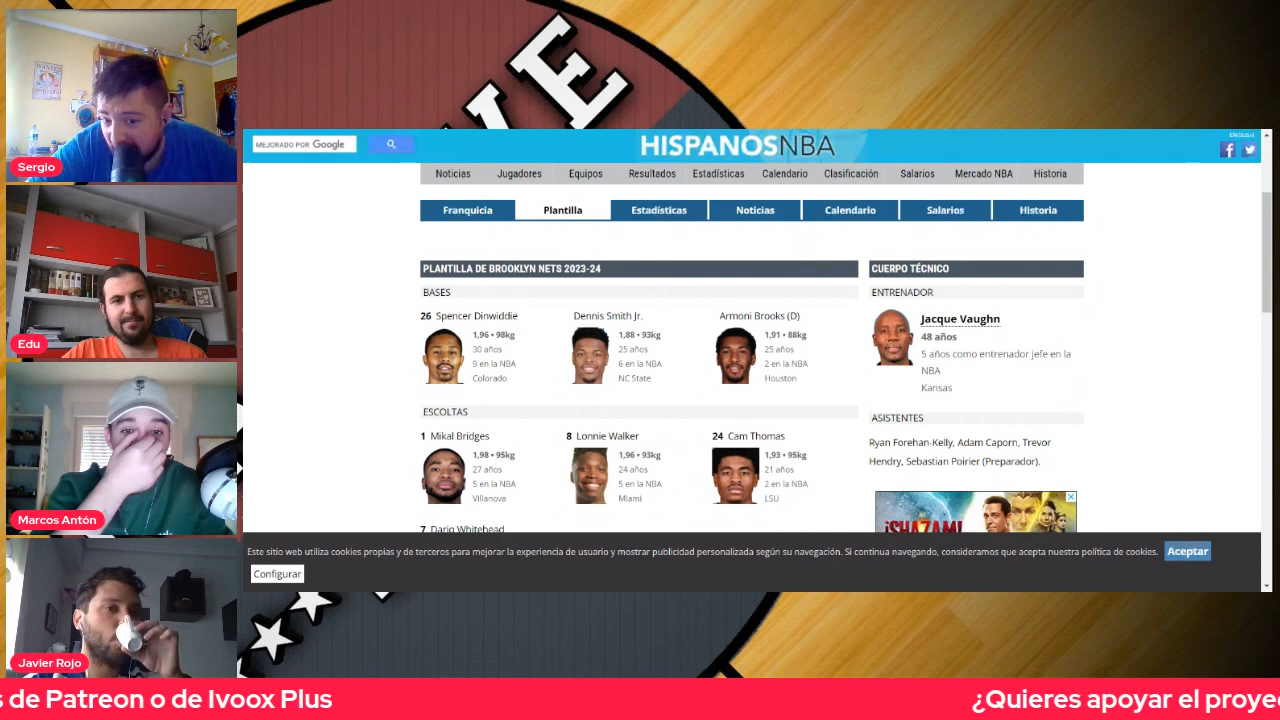 WANTED
Sergio
Edu
Marcos Antón
Javier Rojo
VE
MEJORADO POR Google
HISPANOSNBA
ENGLISH
Noticias Jugadores Equipos Resultados Estadísticas Calendario Clasificación Salarios Mercado NBA Historia
Franquicia Plantilla Estadísticas Noticias Calendario Salarios Historia
PLANTILLA DE BROOKLYN NETS 2023-24
BASES
26 Spencer Dinwiddie
1,96 • 98kg
30 años
9 en la NBA
Colorado
Dennis Smith Jr.
1,88 • 93kg
25 años
6 en la NBA
NC State
Armoni Brooks (D)
1,91 • 88kg
25 años
2 en la NBA
Houston
ESCOLTAS
1 Mikal Bridges
1,98 • 95kg
27 años
5 en la NBA
Villanova
8 Lonnie Walker
1,96 • 93kg
24 años
5 en la NBA
Miami
24 Cam Thomas
1,93 • 95kg
21 años
2 en la NBA
LSU
7 Dariq Whitehead
CUERPO TÉCNICO
ENTRENADOR
Jacque Vaughn
48 años
5 años como entrenador jefe en la
NBA
Kansas
ASISTENTES
Ryan Forehan-Kelly, Adam Caporn, Trevor
Hendry, Sebastian Poirier (Preparador).
¡SHAZAM!
Este sitio web utiliza cookies propias y de terceros para mejorar la experiencia de usuario y mostrar publicidad personalizada según su navegación. Si continua navegando, consideramos que acepta nuestra política de cookies. Aceptar
Configurar
s de Patreon o de Ivoox Plus
¿Quieres apoyar el proye